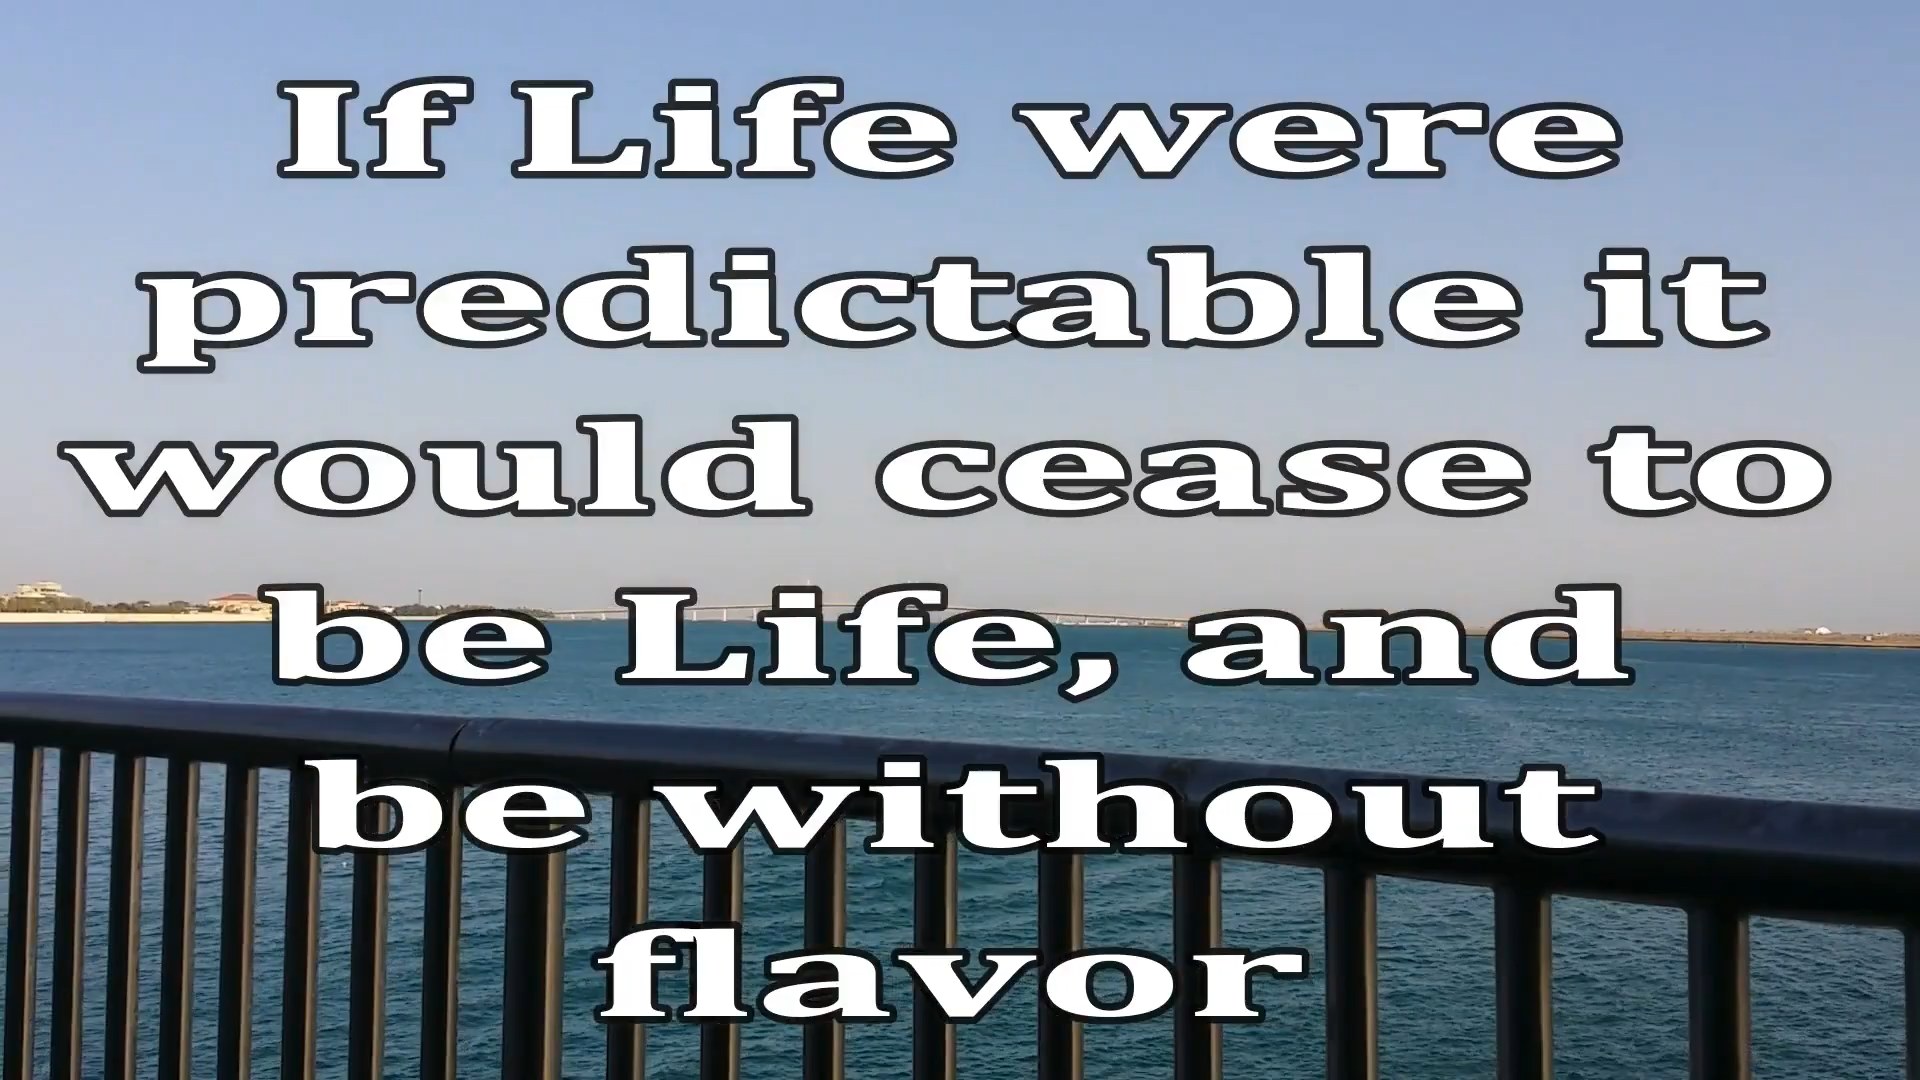 If Life were
predictable it
would cease to
be Life, and
be without
flavor